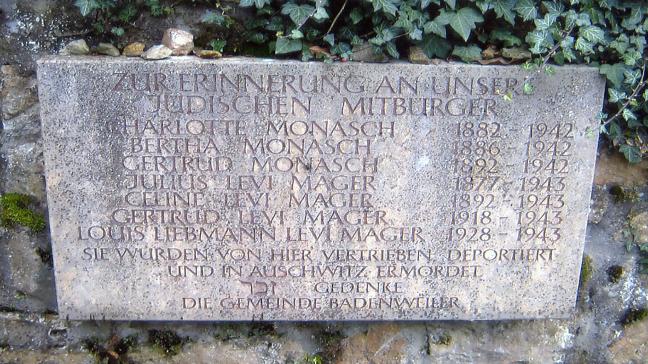 ZUR ERINNERUNG AN UNSERE
JÜDISCHEN MITBÜRGER
CHARLOTTE MONASCH 1882 - 1942
BERTHA MONASCH 1886 - 1942
GERTRUD MONASCH 1892 - 1942
JULIUS LEVI MAGER 1877 - 1943
CELINE LEVI MAGER 1892 - 1943
GERTRUD LEVI MAGER 1918 - 1943
LOUIS LIEBMANN LEVI MAGER 1928 - 1943
SIE WURDEN VON HIER VERTRIEBEN, DEPORTIERT
UND IN AUSCHWITZ ERMORDET
זכר GEDENKE
DIE GEMEINDE BADENWEILER